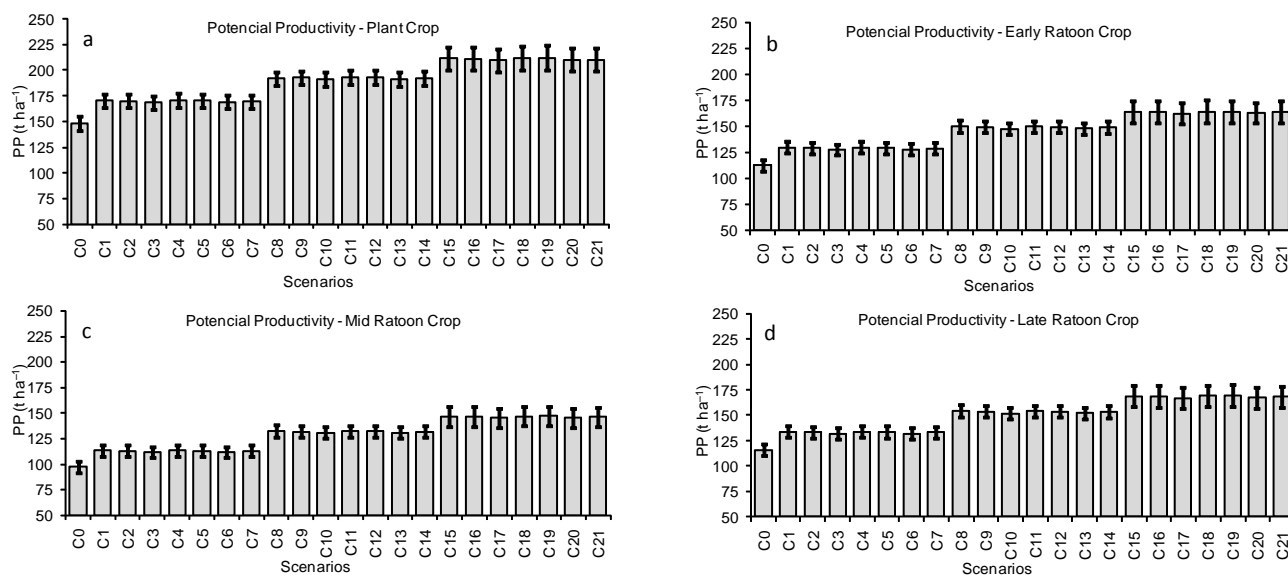 a
Potencial Productivity - Plant Crop
PP (t ha⁻¹)
250
225
200
175
150
125
100
75
50
C0 C1 C2 C3 C4 C5 C6 C7 C8 C9 C10 C11 C12 C13 C14 C15 C16 C17 C18 C19 C20 C21
Scenarios
b
Potencial Productivity - Early Ratoon Crop
PP (t ha⁻¹)
250
225
200
175
150
125
100
75
50
C0 C1 C2 C3 C4 C5 C6 C7 C8 C9 C10 C11 C12 C13 C14 C15 C16 C17 C18 C19 C20 C21
Scenarios
c
Potencial Productivity - Mid Ratoon Crop
PP (t ha⁻¹)
250
225
200
175
150
125
100
75
50
C0 C1 C2 C3 C4 C5 C6 C7 C8 C9 C10 C11 C12 C13 C14 C15 C16 C17 C18 C19 C20 C21
Scenarios
d
Potencial Productivity - Late Ratoon Crop
PP (t ha⁻¹)
250
225
200
175
150
125
100
75
50
C0 C1 C2 C3 C4 C5 C6 C7 C8 C9 C10 C11 C12 C13 C14 C15 C16 C17 C18 C19 C20 C21
Scenarios